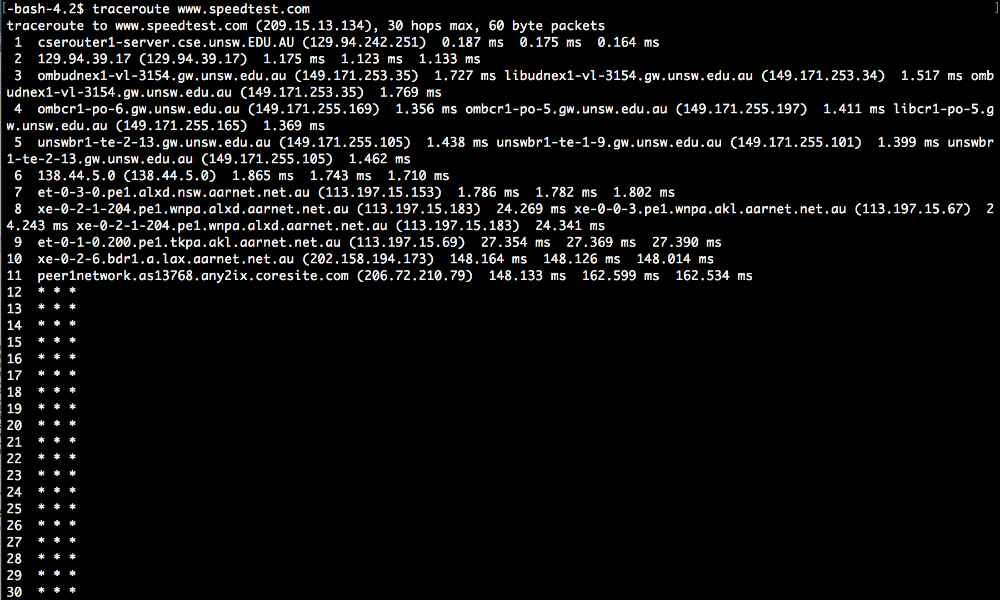 [-bash-4.2$ traceroute www.speedtest.com ]
traceroute to www.speedtest.com (209.15.13.134), 30 hops max, 60 byte packets
 1  cserouter1-server.cse.unsw.EDU.AU (129.94.242.251)  0.187 ms  0.175 ms  0.164 ms
 2  129.94.39.17 (129.94.39.17)  1.175 ms  1.123 ms  1.133 ms
 3  ombudnex1-vl-3154.gw.unsw.edu.au (149.171.253.35)  1.727 ms libudnex1-vl-3154.gw.unsw.edu.au (149.171.253.34)  1.517 ms omb
udnex1-vl-3154.gw.unsw.edu.au (149.171.253.35)  1.769 ms
 4  ombcr1-po-6.gw.unsw.edu.au (149.171.255.169)  1.356 ms ombcr1-po-5.gw.unsw.edu.au (149.171.255.197)  1.411 ms libcr1-po-5.g
w.unsw.edu.au (149.171.255.165)  1.369 ms
 5  unswbr1-te-2-13.gw.unsw.edu.au (149.171.255.105)  1.438 ms unswbr1-te-1-9.gw.unsw.edu.au (149.171.255.101)  1.399 ms unswbr
1-te-2-13.gw.unsw.edu.au (149.171.255.105)  1.462 ms
 6  138.44.5.0 (138.44.5.0)  1.865 ms  1.743 ms  1.710 ms
 7  et-0-3-0.pe1.alxd.nsw.aarnet.net.au (113.197.15.153)  1.786 ms  1.782 ms  1.802 ms
 8  xe-0-2-1-204.pe1.wnpa.alxd.aarnet.net.au (113.197.15.183)  24.269 ms xe-0-0-3.pe1.wnpa.akl.aarnet.net.au (113.197.15.67)  2
4.243 ms xe-0-2-1-204.pe1.wnpa.alxd.aarnet.net.au (113.197.15.183)  24.341 ms
 9  et-0-1-0.200.pe1.tkpa.akl.aarnet.net.au (113.197.15.69)  27.354 ms  27.369 ms  27.390 ms
10  xe-0-2-6.bdr1.a.lax.aarnet.net.au (202.158.194.173)  148.164 ms  148.126 ms  148.014 ms
11  peer1network.as13768.any2ix.coresite.com (206.72.210.79)  148.133 ms  162.599 ms  162.534 ms
12  * * *
13  * * *
14  * * *
15  * * *
16  * * *
17  * * *
18  * * *
19  * * *
20  * * *
21  * * *
22  * * *
23  * * *
24  * * *
25  * * *
26  * * *
27  * * *
28  * * *
29  * * *
30  * * *